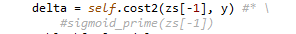 delta = self.cost2(zs[-1], y) #* \
#sigmoid_prime(zs[-1])